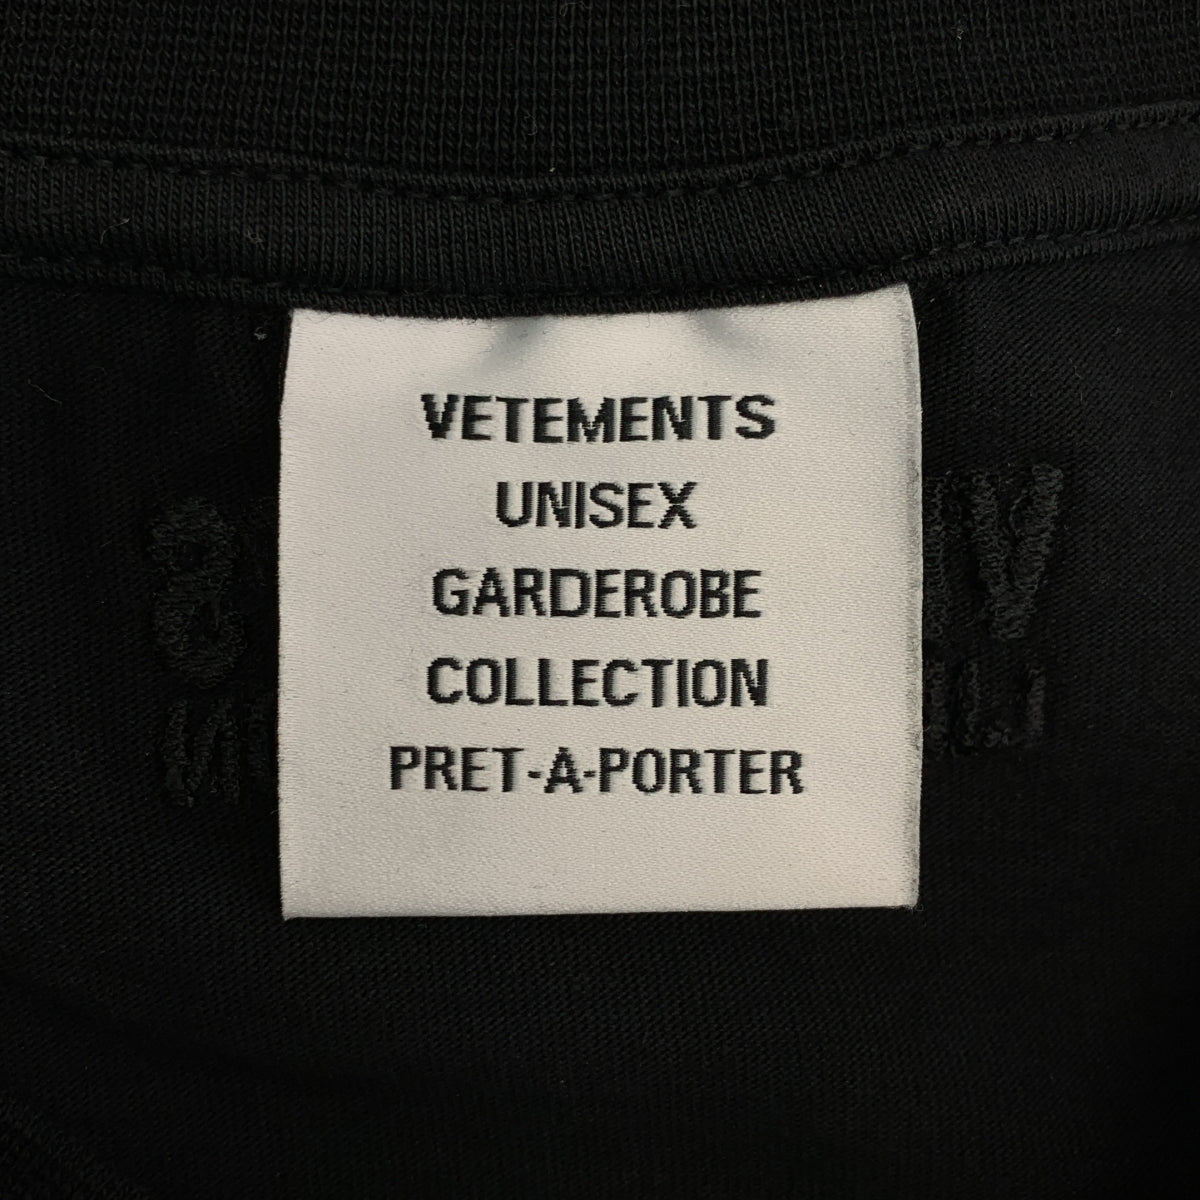 VETEMENTS
UNISEX
GARDEROBE
COLLECTION
PRET-A-PORTER